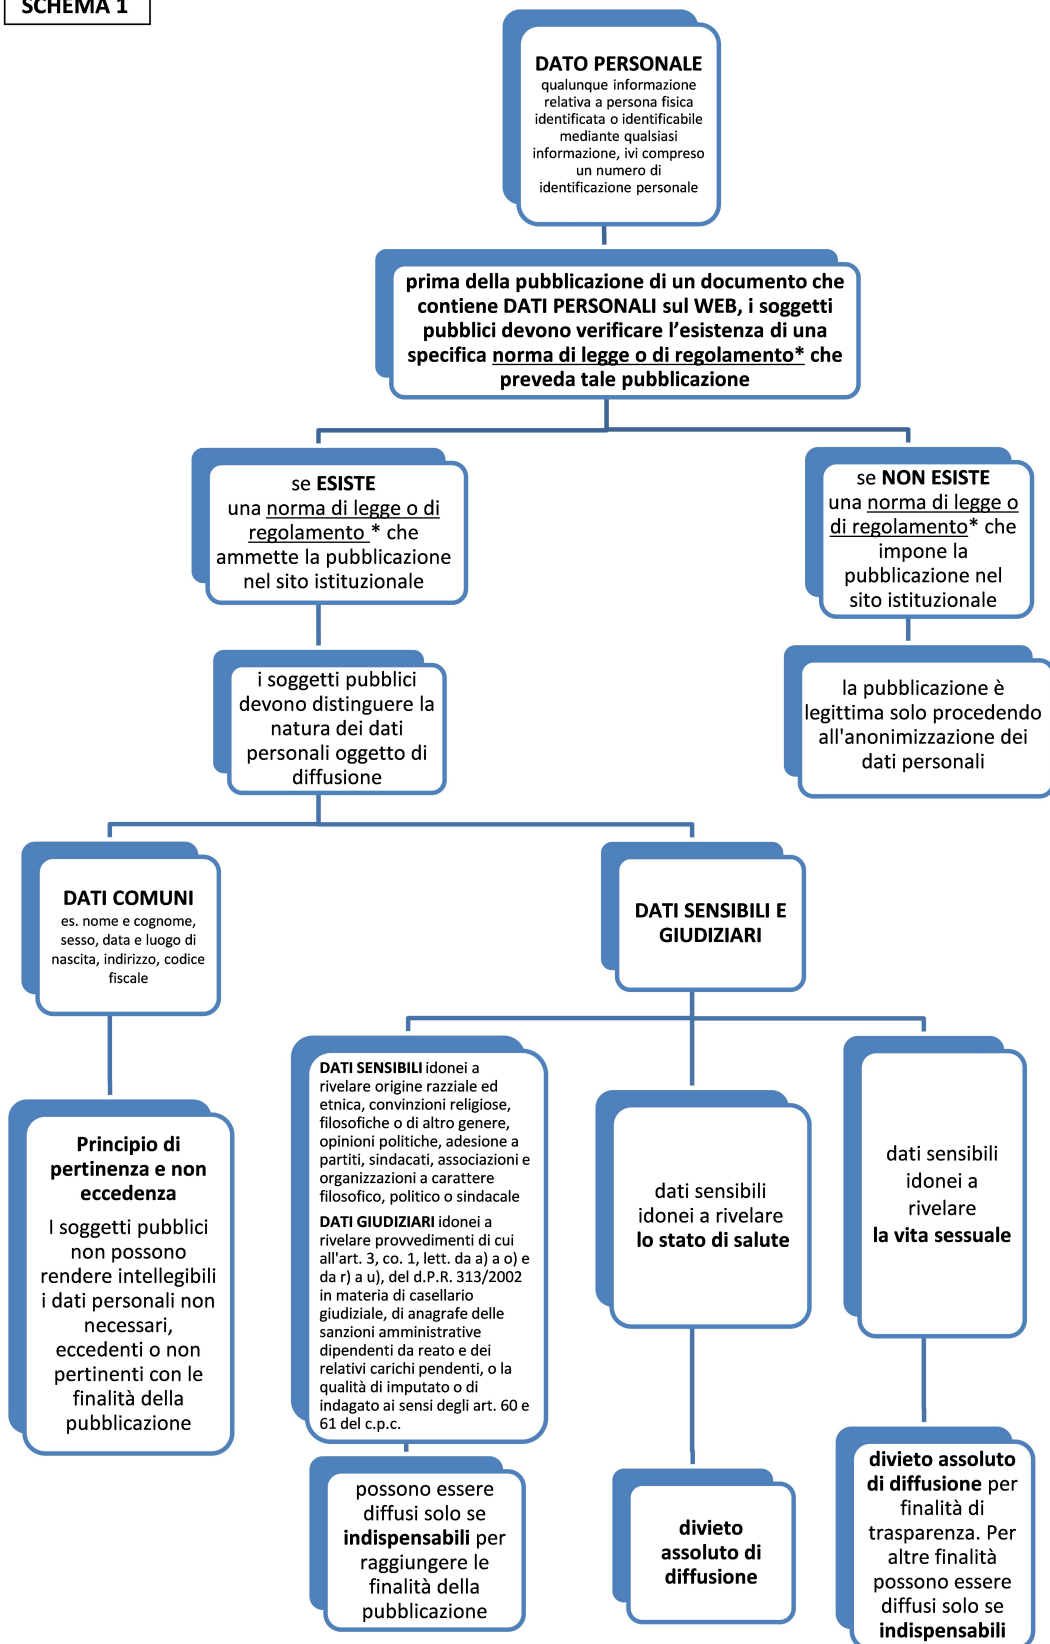 SCHEMA 1
DATO PERSONALE
qualunque informazione
relativa a persona fisica
identificata o identificabile
mediante qualsiasi
informazione, ivi compreso
un numero di
identificazione personale
prima della pubblicazione di un documento che
contiene DATI PERSONALI sul WEB, i soggetti
pubblici devono verificare l'esistenza di una
specifica norma di legge o di regolamento* che
preveda tale pubblicazione
se ESISTE
una norma di legge o di
regolamento * che
ammette la pubblicazione
nel sito istituzionale
se NON ESISTE
una norma di legge o
di regolamento* che
impone la
pubblicazione nel
sito istituzionale
i soggetti pubblici
devono distinguere la
natura dei dati
personali oggetto di
diffusione
la pubblicazione è
legittima solo procedendo
all'anonimizzazione dei
dati personali
DATI COMUNI
es. nome e cognome,
sesso, data e luogo di
nascita, indirizzo, codice
fiscale
DATI SENSIBILI E
GIUDIZIARI
Principio di
pertinenza e non
eccedenza
I soggetti pubblici
non possono
rendere intellegibili
i dati personali non
necessari,
eccedenti o non
pertinenti con le
finalità della
pubblicazione
DATI SENSIBILI idonei a
rivelare origine razziale ed
etnica, convinzioni religiose,
filosofiche o di altro genere,
opinioni politiche, adesione a
partiti, sindacati, associazioni e
organizzazioni a carattere
filosofico, politico o sindacale
DATI GIUDIZIARI idonei a
rivelare provvedimenti di cui
all'art. 3, co. 1, lett. da a) a o) e
da r) a u), del d.P.R. 313/2002
in materia di casellario
giudiziale, di anagrafe delle
sanzioni amministrative
dipendenti da reato e dei
relativi carichi pendenti, o la
qualità di imputato o di
indagato ai sensi degli art. 60 e
61 del c.p.c.
dati sensibili
idonei a rivelare
lo stato di salute
dati sensibili
idonei a
rivelare
la vita sessuale
possono essere
diffusi solo se
indispensabili per
raggiungere le
finalità della
pubblicazione
divieto
assoluto di
diffusione
divieto assoluto
di diffusione per
finalità di
trasparenza. Per
altre finalità
possono essere
diffusi solo se
indispensabili